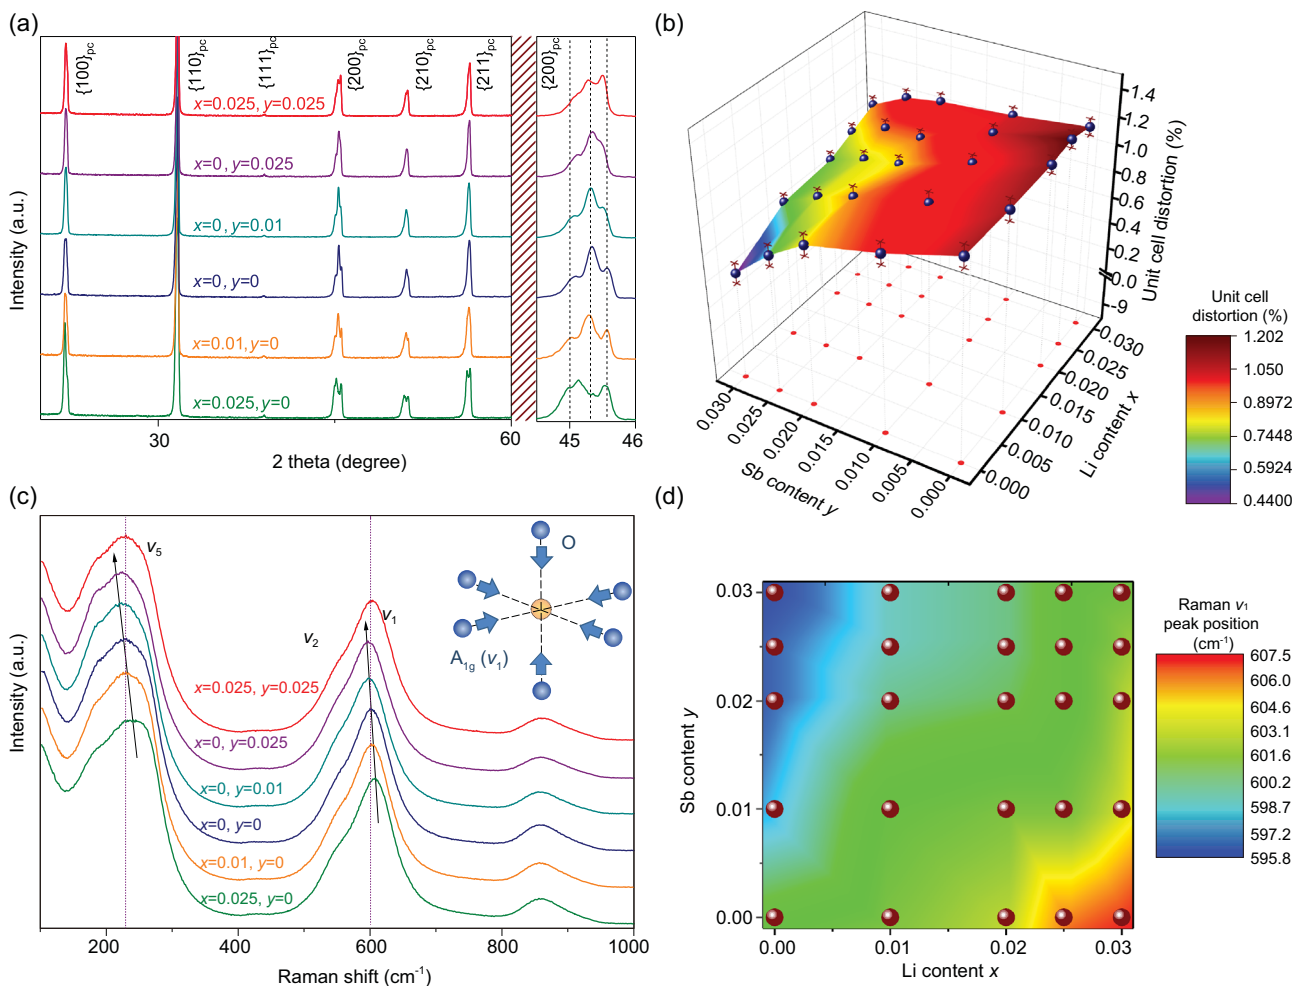 (a)
{100}pc
{110}pc
{111}pc
{200}pc
{210}pc
{211}pc
{200}pc
x=0.025, y=0.025
x=0, y=0.025
x=0, y=0.01
x=0, y=0
x=0.01, y=0
x=0.025, y=0
Intensity (a.u.)
30
60
45
46
2 theta (degree)
(b)
1.4
1.2
1.0
0.8
0.6
0.4
0.2
0.0
-9
Unit cell distortion (%)
0.030
0.025
0.020
0.015
0.010
0.005
0.000
Li content x
0.030
0.025
0.020
0.015
0.010
0.005
0.000
Sb content y
Unit cell
distortion (%)
1.202
1.050
0.8972
0.7448
0.5924
0.4400
(c)
ν5
ν2
ν1
O
A1g (ν1)
x=0.025, y=0.025
x=0, y=0.025
x=0, y=0.01
x=0, y=0
x=0.01, y=0
x=0.025, y=0
Intensity (a.u.)
200
400
600
800
1000
Raman shift (cm-1)
(d)
0.03
0.02
0.01
0.00
Sb content y
0.00
0.01
0.02
0.03
Li content x
Raman ν1
peak position
(cm-1)
607.5
606.0
604.6
603.1
601.6
600.2
598.7
597.2
595.8